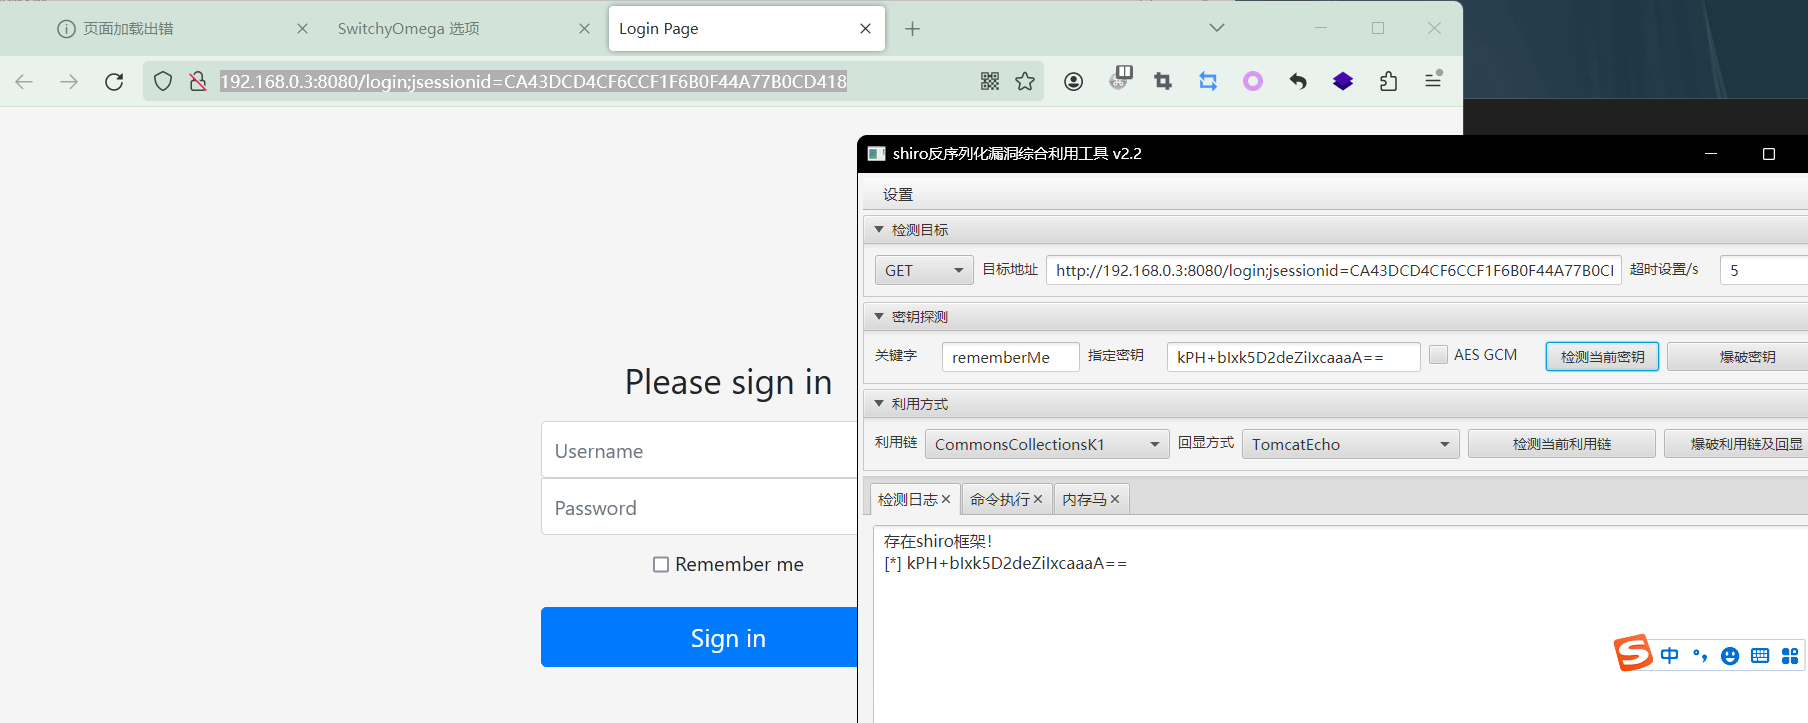 页面加载出错
SwitchyOmega 选项
Login Page
192.168.0.3:8080/login;jsessionid=CA43DCD4CF6CCF1F6B0F44A77B0CD418
Please sign in
Username
Password
Remember me
Sign in
shiro反序列化漏洞综合利用工具 v2.2
设置
检测目标
GET 目标地址 http://192.168.0.3:8080/login;jsessionid=CA43DCD4CF6CCF1F6B0F44A77B0CI 超时设置/s 5
密钥探测
关键字 rememberMe 指定密钥 kPH+bIxk5D2deZiIxcaaaA== AES GCM 检测当前密钥 爆破密钥
利用方式
利用链 CommonsCollectionsK1 回显方式 TomcatEcho 检测当前利用链 爆破利用链及回显
检测日志 命令执行 内存马
存在shiro框架!
[*] kPH+bIxk5D2deZiIxcaaaA==
中